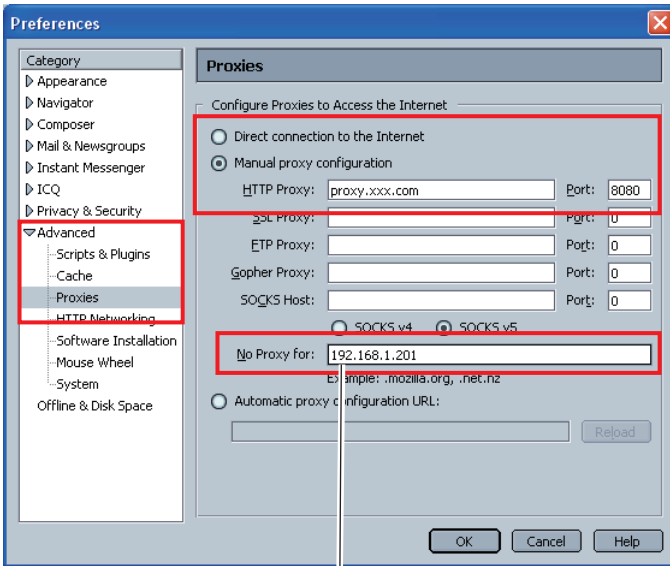 Preferences
Category
Appearance
Navigator
Composer
Mail & Newsgroups
Instant Messenger
ICQ
Privacy & Security
Advanced
Scripts & Plugins
Cache
Proxies
HTTP Networking
Software Installation
Mouse Wheel
System
Offline & Disk Space
Proxies
Configure Proxies to Access the Internet
Direct connection to the Internet
Manual proxy configuration
HTTP Proxy: proxy.xxx.com Port: 8080
SSL Proxy: Port: 0
FTP Proxy: Port: 0
Gopher Proxy: Port: 0
SOCKS Host: Port: 0
SOCKS v4 SOCKS v5
No Proxy for: 192.168.1.201
Example: .mozilla.org, .net.nz
Automatic proxy configuration URL:
Reload
OK Cancel Help